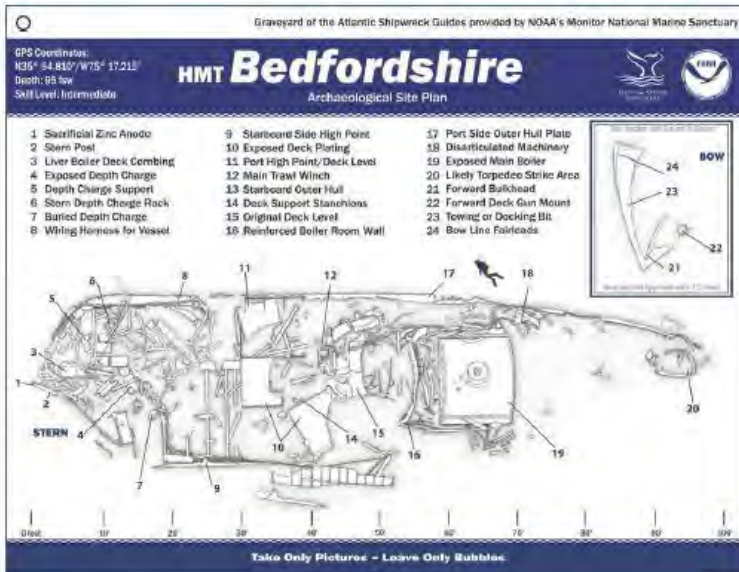 Graveyard of the Atlantic Shipwreck Guides provided by NOAA's Monitor National Marine Sanctuary
GPS Coordinates:
Depth: 95 fsw
Skill Level: Intermediate
HMT Bedfordshire
Archaeological Site Plan
1 Sacrificial Zinc Anode
2 Stern Post
3 Liver Boiler Deck Combing
4 Exposed Depth Charge
5 Depth Charge Support
6 Stern Depth Charge Rack
7 Buried Depth Charge
8 Wiring Harness for Vessel
9 Starboard Side High Point
10 Exposed Deck Plating
11 Port High Point/Deck Level
12 Main Trawl Winch
13 Starboard Outer Hull
14 Deck Support Stanchions
15 Original Deck Level
16 Reinforced Boiler Room Wall
17 Port Side Outer Hull Plate
18 Disarticulated Machinery
19 Exposed Main Boiler
20 Likely Torpedeo Strike Area
21 Forward Bulkhead
22 Forward Deck Gun Mount
23 Towing or Docking Bit
24 Bow Line Fairleads
BOW
24
23
22
21
6
8
11
12
17
18
5
3
1
2
STERN
4
7
9
10
14
15
16
19
20
10'
20'
30'
40'
50'
60'
70'
80'
90'
100'
Take Only Pictures – Leave Only Bubbles